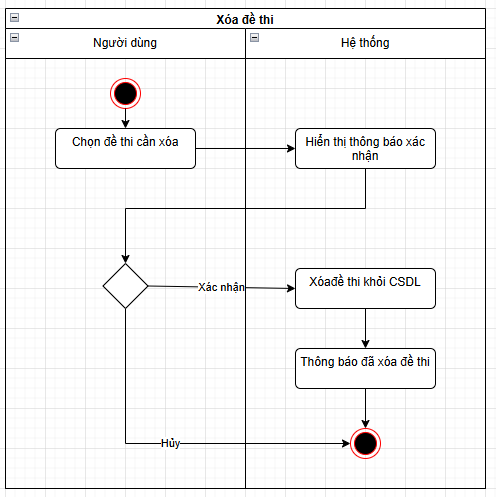 Xóa đề thi
Người dùng
Hệ thống
Chọn đề thi cần xóa
Hiển thị thông báo xác
nhận
Xác nhận
Xóađề thi khỏi CSDL
Thông báo đã xóa đề thi
Hủy